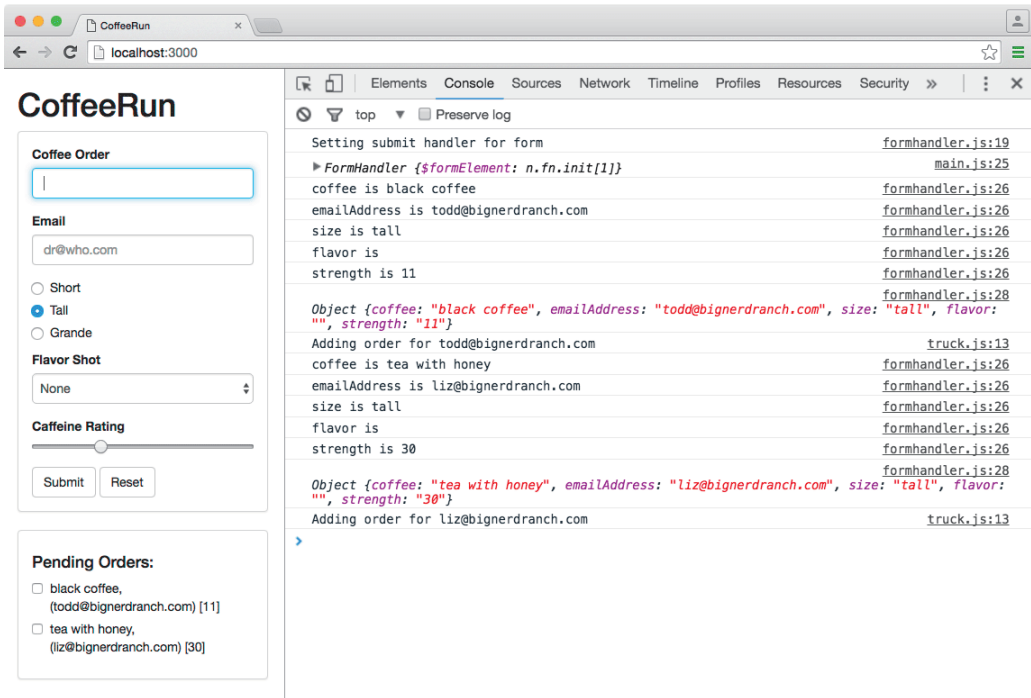 CoffeeRun
localhost:3000
CoffeeRun
Coffee Order
Email
dr@who.com
Short
Tall
Grande
Flavor Shot
None
Caffeine Rating
Submit Reset
Pending Orders:
black coffee,
(todd@bignerdranch.com) [11]
tea with honey,
(liz@bignerdranch.com) [30]
Elements Console Sources Network Timeline Profiles Resources Security »
top Preserve log
Setting submit handler for form formhandler.js:19
FormHandler {$formElement: n.fn.init[1]} main.js:25
coffee is black coffee formhandler.js:26
emailAddress is todd@bignerdranch.com formhandler.js:26
size is tall formhandler.js:26
flavor is formhandler.js:26
strength is 11 formhandler.js:26
formhandler.js:28
Object {coffee: "black coffee", emailAddress: "todd@bignerdranch.com", size: "tall", flavor:
"", strength: "11"}
Adding order for todd@bignerdranch.com truck.js:13
coffee is tea with honey formhandler.js:26
emailAddress is liz@bignerdranch.com formhandler.js:26
size is tall formhandler.js:26
flavor is formhandler.js:26
strength is 30 formhandler.js:26
formhandler.js:28
Object {coffee: "tea with honey", emailAddress: "liz@bignerdranch.com", size: "tall", flavor:
"", strength: "30"}
Adding order for liz@bignerdranch.com truck.js:13